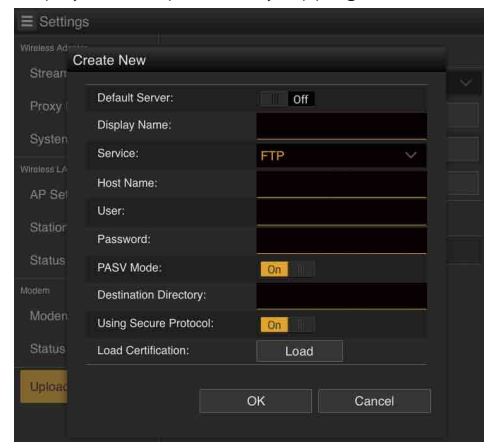 Settings
Wireless
Create New
Stream
Default Server:
Off
Proxy
Display Name:
System
Service:
FTP
Wireless LA
Host Name:
AP Set
User:
Station
Password:
Status
PASV Mode:
On
Modem
Destination Directory:
Modem
Using Secure Protocol:
On
Status
Load Certification:
Load
Upload
OK
Cancel